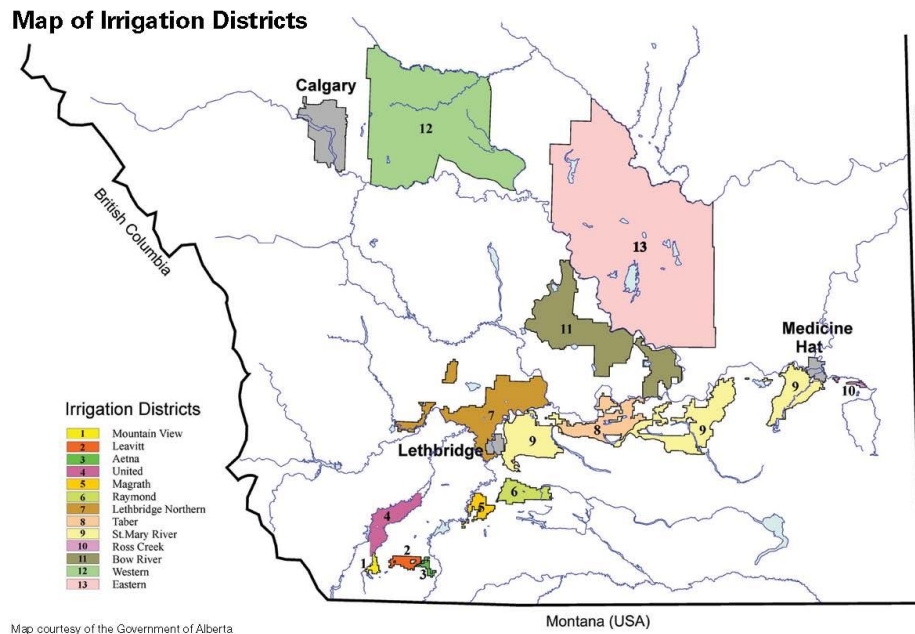 Map of Irrigation Districts
Calgary
12
British Columbia
13
11
Medicine
Hat
9
10
7
8
9
Lethbridge
9
6
5
4
2
1
3
Irrigation Districts
1 Mountain View
2 Leavitt
3 Aetna
4 United
5 Magrath
6 Raymond
7 Lethbridge Northern
8 Taber
9 St.Mary River
10 Ross Creek
11 Bow River
12 Western
13 Eastern
Montana (USA)
Map courtesy of the Government of Alberta